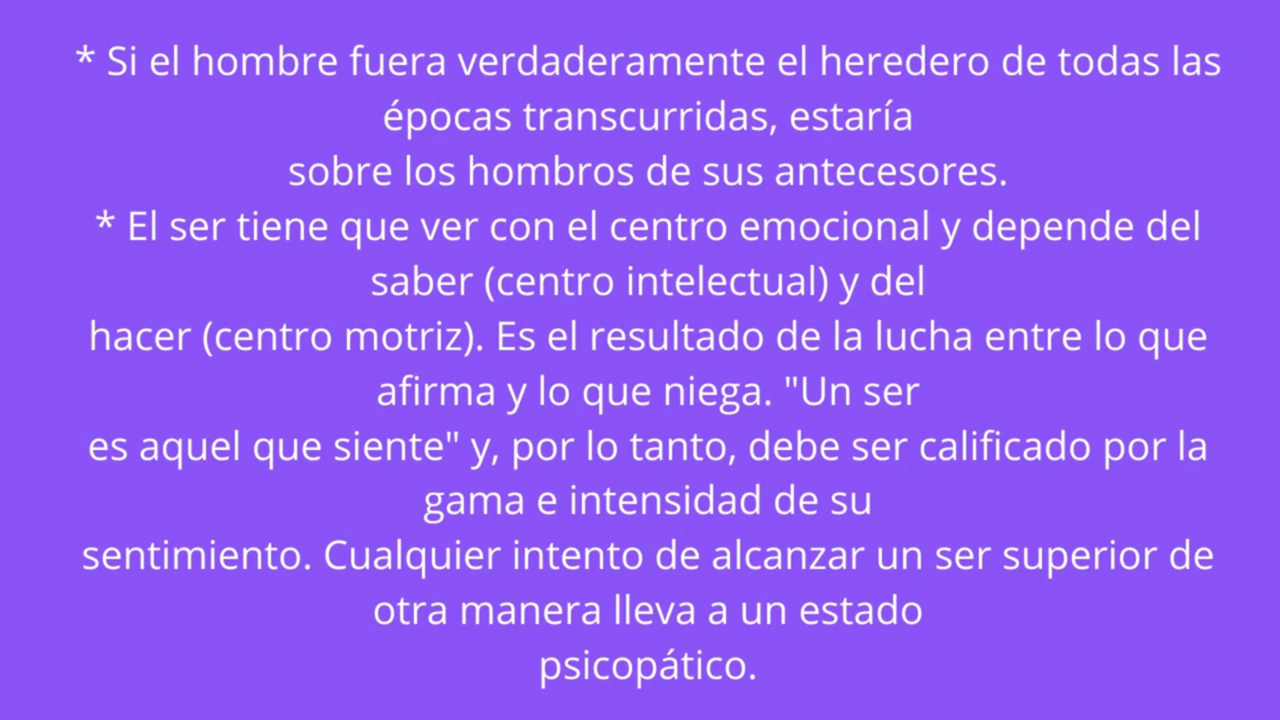 * Si el hombre fuera verdaderamente el heredero de todas las
épocas transcurridas, estaría
sobre los hombros de sus antecesores.
* El ser tiene que ver con el centro emocional y depende del
saber (centro intelectual) y del
hacer (centro motriz). Es el resultado de la lucha entre lo que
afirma y lo que niega. "Un ser
es aquel que siente" y, por lo tanto, debe ser calificado por la
gama e intensidad de su
sentimiento. Cualquier intento de alcanzar un ser superior de
otra manera lleva a un estado
psicopático.